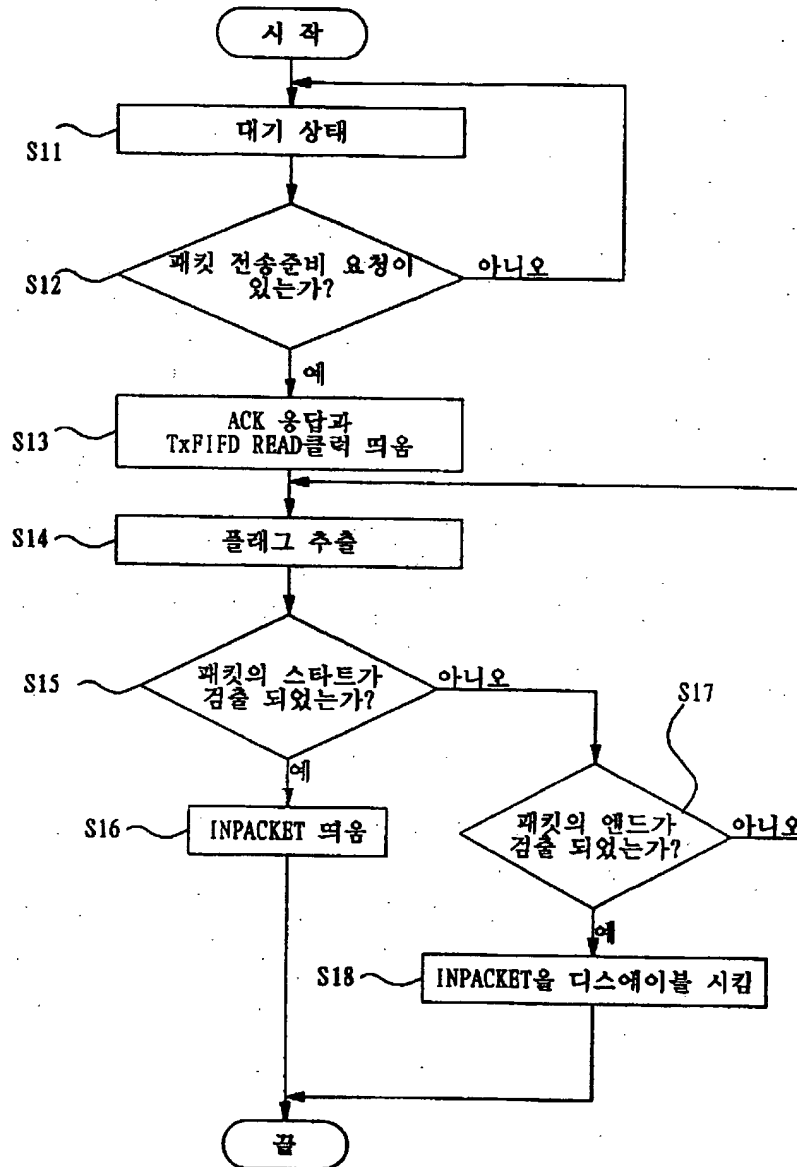 시 작
S11
대기 상태
S12
패킷 전송준비 요청이
있는가?
아니오
예
S13
ACK 응답과
TxFIFD READ클럭 띄움
S14
플래그 추출
S15
패킷의 스타트가
검출 되었는가?
아니오
예
S17
S16
INPACKET 띄움
패킷의 앤드가
검출 되었는가?
아니오
예
S18
INPACKET을 디스에이블 시킴
끝